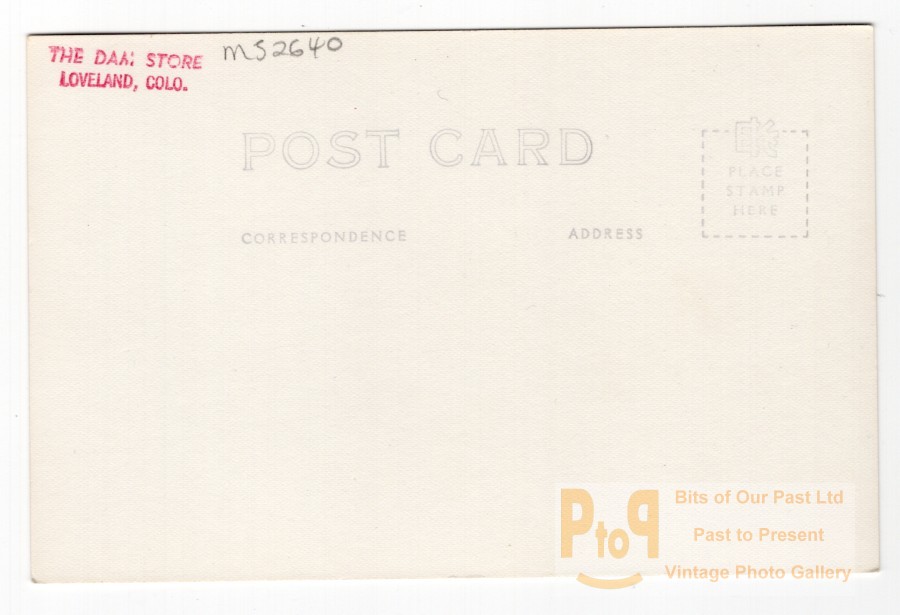 THE DAM STORE
LOVELAND, COLO.
MS2640
POST CARD
CORRESPONDENCE
ADDRESS
PLACE
STAMP
HERE
PtoP
Bits of Our Past Ltd
Past to Present
Vintage Photo Gallery